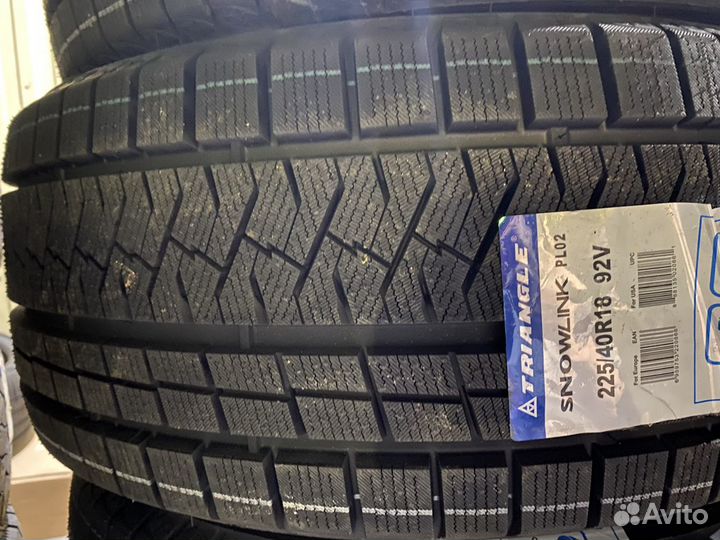 TRIANGLE
SNOWLINK PL02
225/40R18 92V
For Europe EAN
For USA UPC
Avito